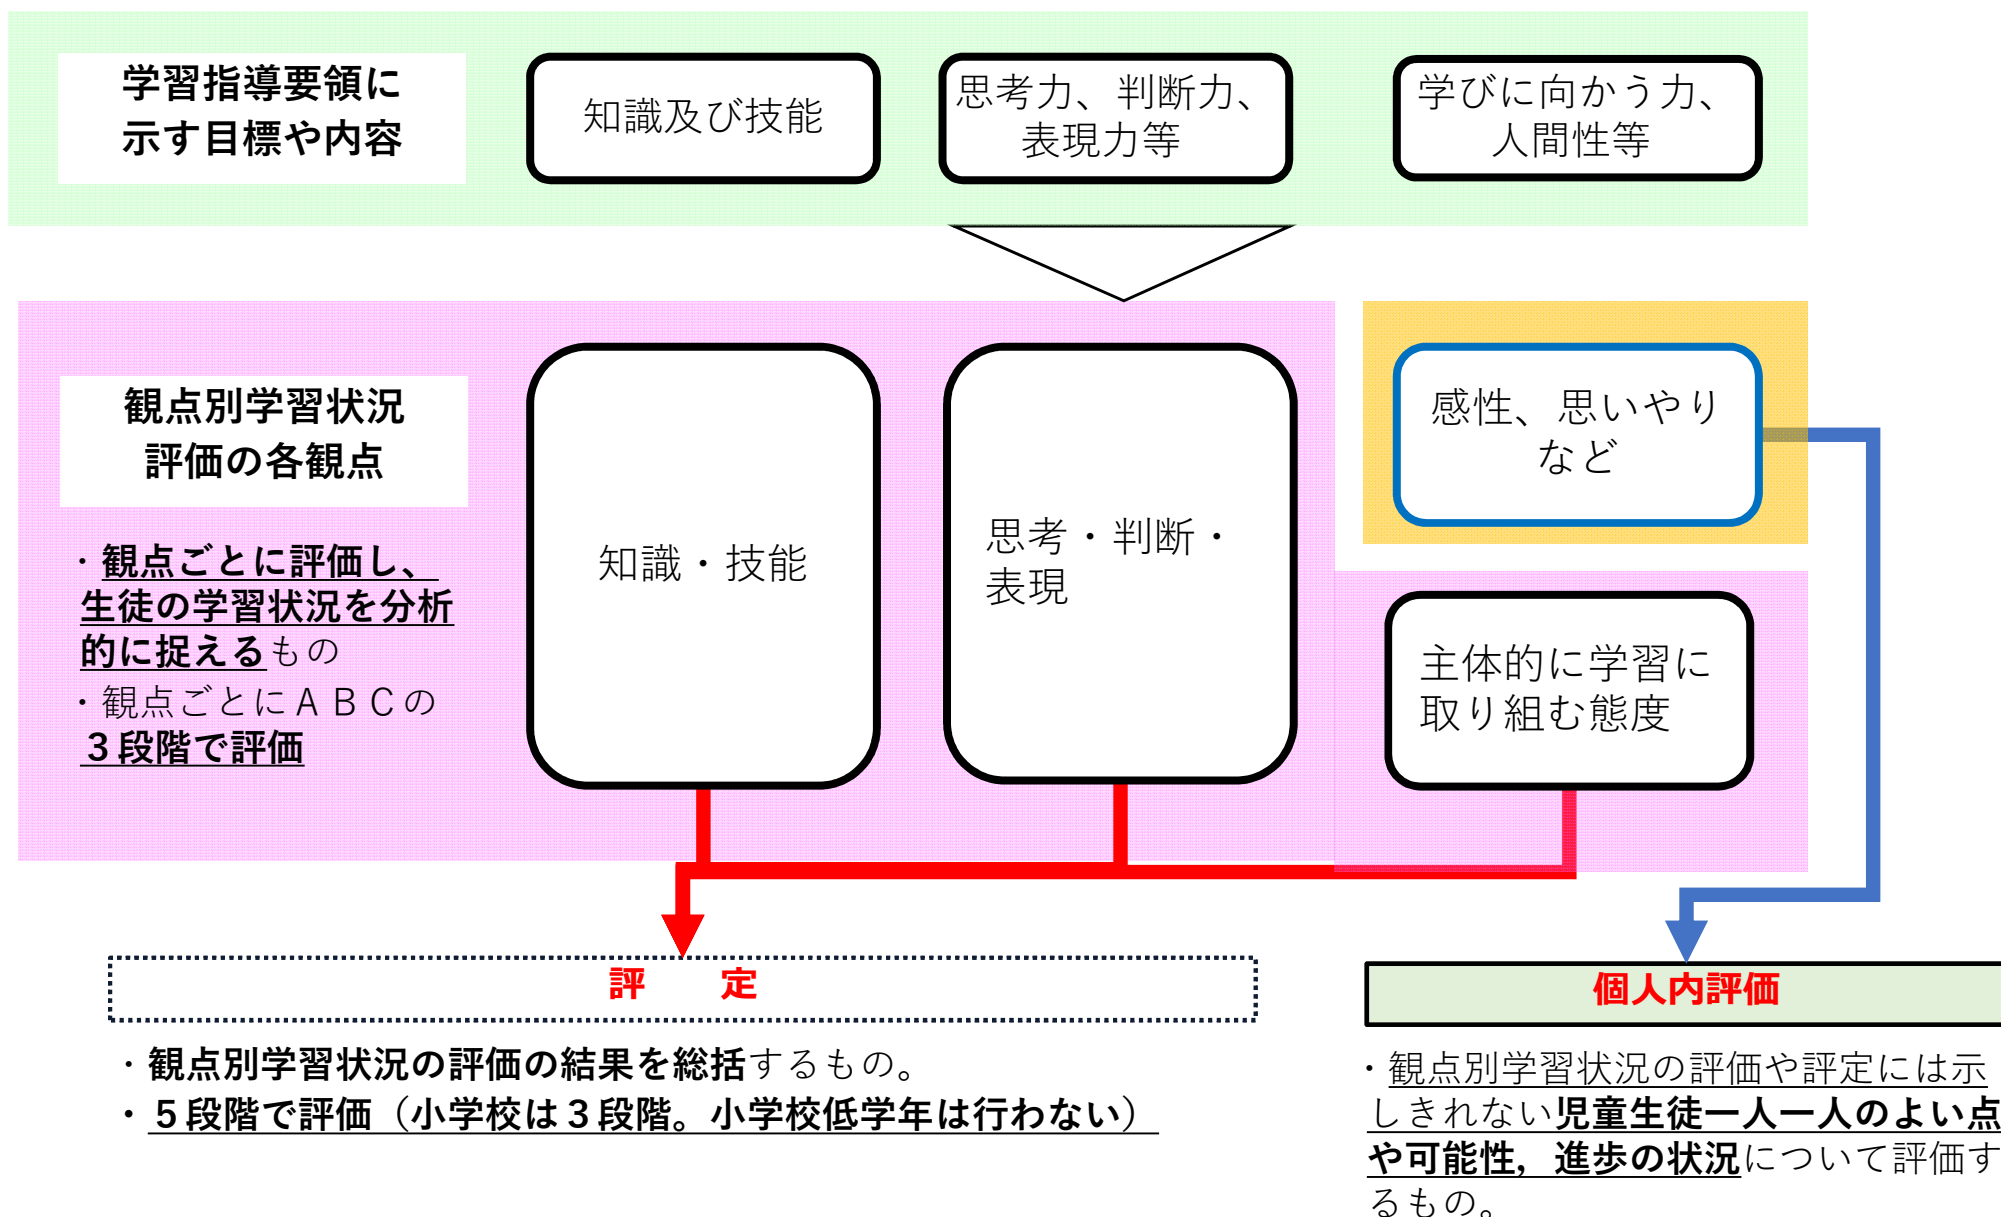 学習指導要領に
示す目標や内容
知識及び技能
思考力、判断力、
表現力等
学びに向かう力、
人間性等
観点別学習状況
評価の各観点
・観点ごとに評価し、
生徒の学習状況を分析
的に捉えるもの
・観点ごとにＡＢＣの
３段階で評価
知識・技能
思考・判断・
表現
感性、思いやり
など
主体的に学習に
取り組む態度
評　定
・観点別学習状況の評価の結果を総括するもの。
・５段階で評価（小学校は３段階。小学校低学年は行わない）
個人内評価
・観点別学習状況の評価や評定には示
しきれない児童生徒一人一人のよい点
や可能性，進歩の状況について評価す
るもの。